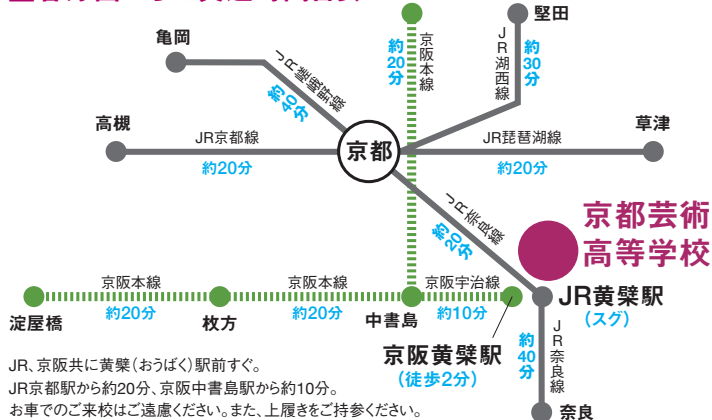 堅田
亀岡
JR嵯峨野線
約40分
約20分
京阪本線
JR湖西線
約30分
高槻
JR京都線
約20分
京都
JR琵琶湖線
約20分
草津
JR奈良線
約20分
京都芸術
高等学校
京阪本線
約20分
京阪本線
約20分
京阪宇治線
約10分
淀屋橋
枚方
中書島
JR黄檗駅
(スグ)
京阪黄檗駅
(徒歩2分)
約40分
JR奈良線
奈良
JR、京阪共に黄檗(おうばく)駅前すぐ。
JR京都駅から約20分、京阪中書島駅から約10分。
お車でのご来校はご遠慮ください。また、上履きをご持参ください。